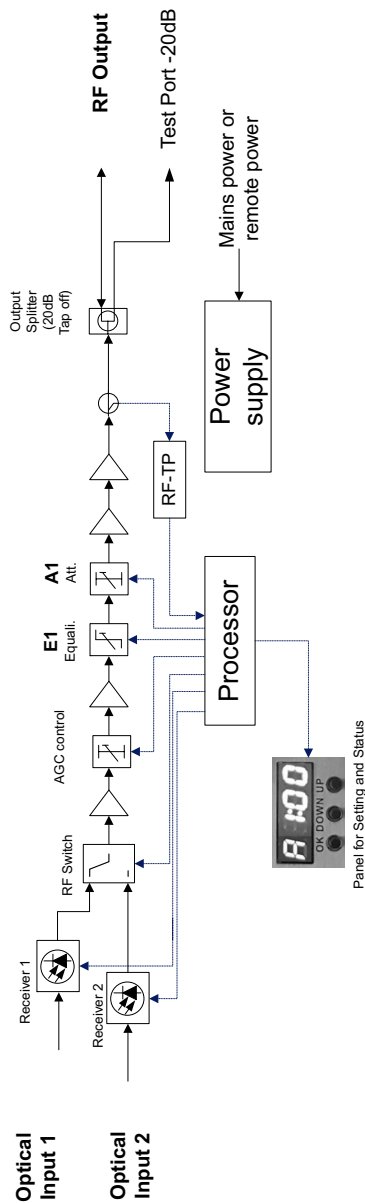 Optical
Input 1
Optical
Input 2
Receiver 1
Receiver 2
RF Switch
AGC control
E1
Equali.
A1
Att.
Output
Splitter
(20dB
Tap off)
RF Output
Test Port -20dB
RF-TP
Processor
Power
supply
Mains power or
remote power
A 1:00
OK DOWN UP
Panel for Setting and Status